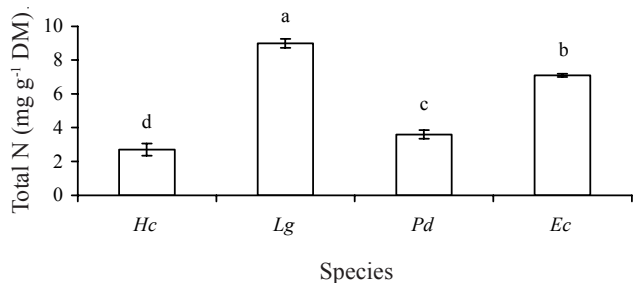 Total N (mg g-1 DM).
10
8
6
4
2
0
d
a
c
b
Hc Lg Pd Ec
Species